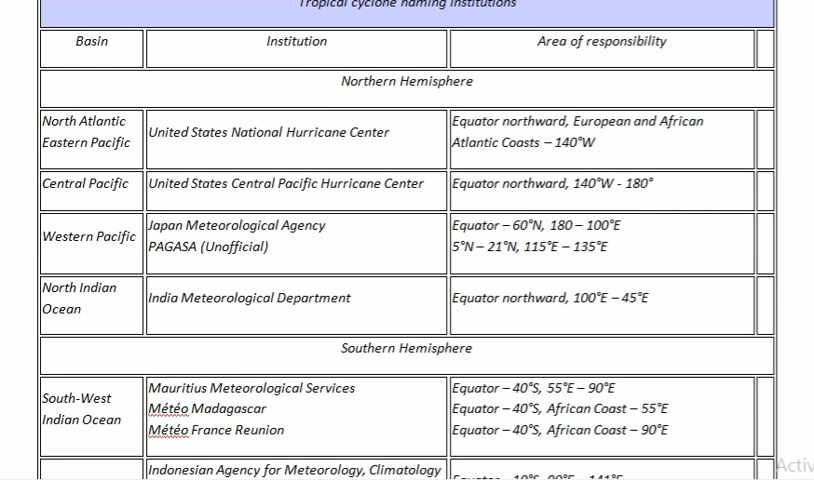 Tropical cyclone naming institutions
Basin
Institution
Area of responsibility
Northern Hemisphere
North Atlantic
Eastern Pacific
United States National Hurricane Center
Equator northward, European and African
Atlantic Coasts – 140°W
Central Pacific
United States Central Pacific Hurricane Center
Equator northward, 140°W - 180°
Western Pacific
Japan Meteorological Agency
PAGASA (Unofficial)
Equator – 60°N, 180 – 100°E
5°N – 21°N, 115°E – 135°E
North Indian
Ocean
India Meteorological Department
Equator northward, 100°E – 45°E
Southern Hemisphere
South-West
Indian Ocean
Mauritius Meteorological Services
Météo Madagascar
Météo France Reunion
Equator – 40°S, 55°E – 90°E
Equator – 40°S, African Coast – 55°E
Equator – 40°S, African Coast – 90°E
Indonesian Agency for Meteorology, Climatology
Equator – 10°S, 90°E – 141°E
Activ